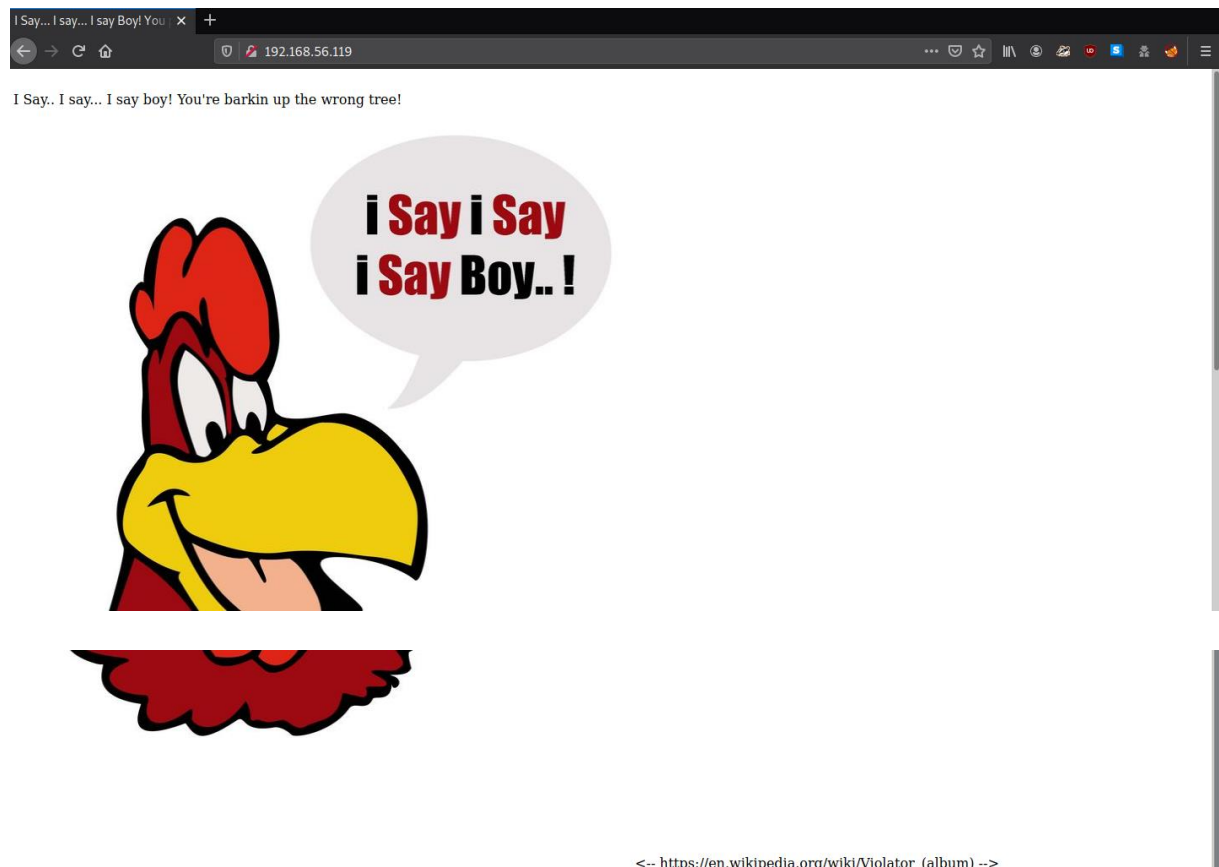 I Say... I say... I say Boy! You
192.168.56.119
I Say.. I say... I say boy! You're barkin up the wrong tree!
i Say i Say
i Say Boy.. !
<-- https://en.wikipedia.org/wiki/Violator_(album) -->